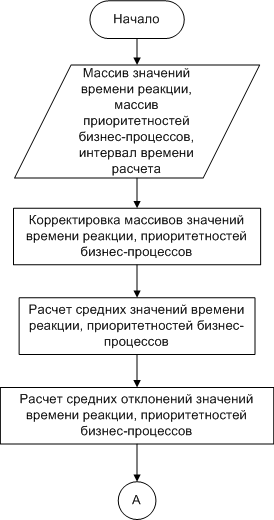 Начало
Массив значений
времени реакции,
массив
приоритетностей
бизнес-процессов,
интервал времени
расчета
Корректировка массивов значений
времени реакции, приоритетностей
бизнес-процессов
Расчет средних значений времени
реакции, приоритетностей бизнес-
процессов
Расчет средних отклонений значений
времени реакции, приоритетностей
бизнес-процессов
А